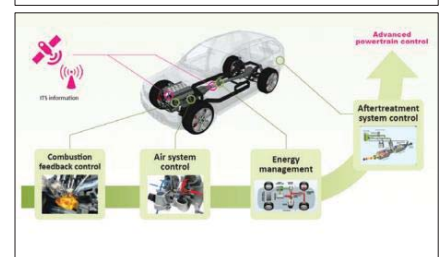 Advanced
powertrain control
ITS information
Aftertreatment
system control
Combustion
feedback control
Air system
control
Energy
management